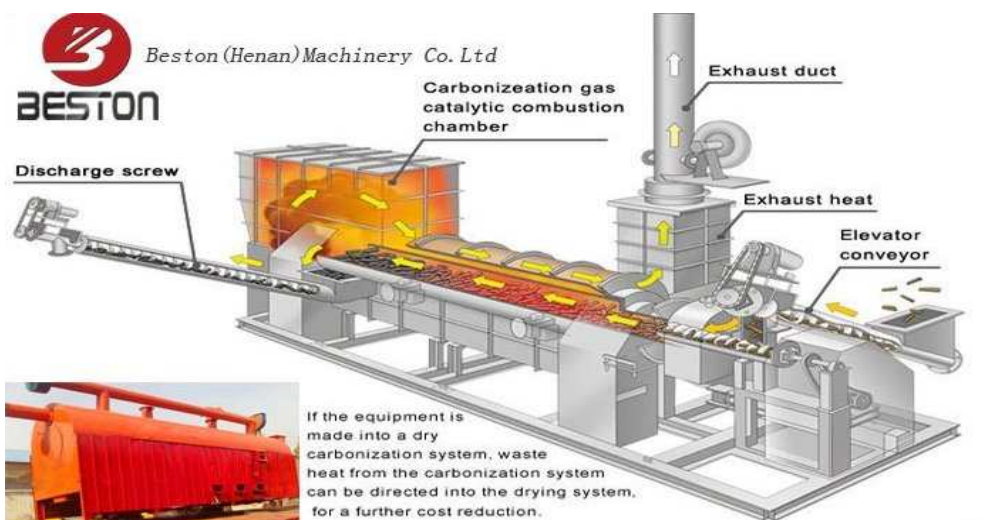 Beston(Henan)Machinery Co.Ltd
BESTON
Carbonizeation gas
catalytic combustion
chamber
Exhaust duct
Discharge screw
Exhaust heat
Elevator
conveyor
If the equipment is
made into a dry
carbonization system, waste
heat from the carbonization system
can be directed into the drying system,
for a further cost reduction.